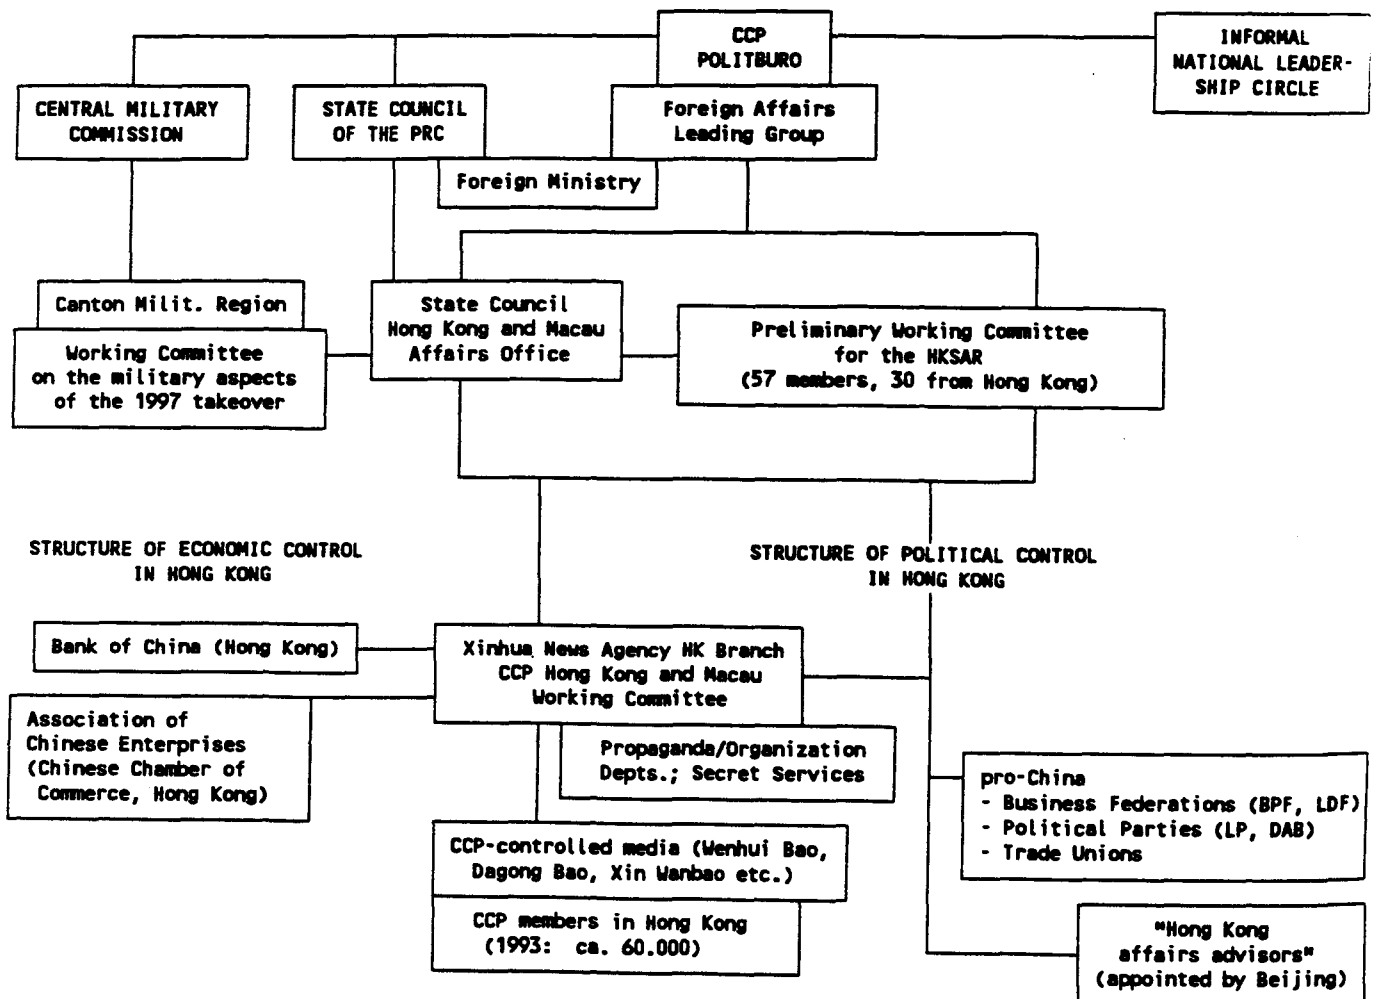 CCP
POLITBURO
INFORMAL
NATIONAL LEADER-
SHIP CIRCLE
CENTRAL MILITARY
COMMISSION
STATE COUNCIL
OF THE PRC
Foreign Affairs
Leading Group
Foreign Ministry
Canton Milit. Region
Working Committee
on the military aspects
of the 1997 takeover
State Council
Hong Kong and Macau
Affairs Office
Preliminary Working Committee
for the HKSAR
(57 members, 30 from Hong Kong)
STRUCTURE OF ECONOMIC CONTROL
IN HONG KONG
STRUCTURE OF POLITICAL CONTROL
IN HONG KONG
Bank of China (Hong Kong)
Xinhua News Agency HK Branch
CCP Hong Kong and Macau
Working Committee
Association of
Chinese Enterprises
(Chinese Chamber of
Commerce, Hong Kong)
Propaganda/Organization
Depts.; Secret Services
pro-China
- Business Federations (BPF, LDF)
- Political Parties (LP, DAB)
- Trade Unions
CCP-controlled media (Wenhui Bao,
Dagong Bao, Xin Wanbao etc.)
CCP members in Hong Kong
(1993: ca. 60.000)
"Hong Kong
affairs advisors"
(appointed by Beijing)